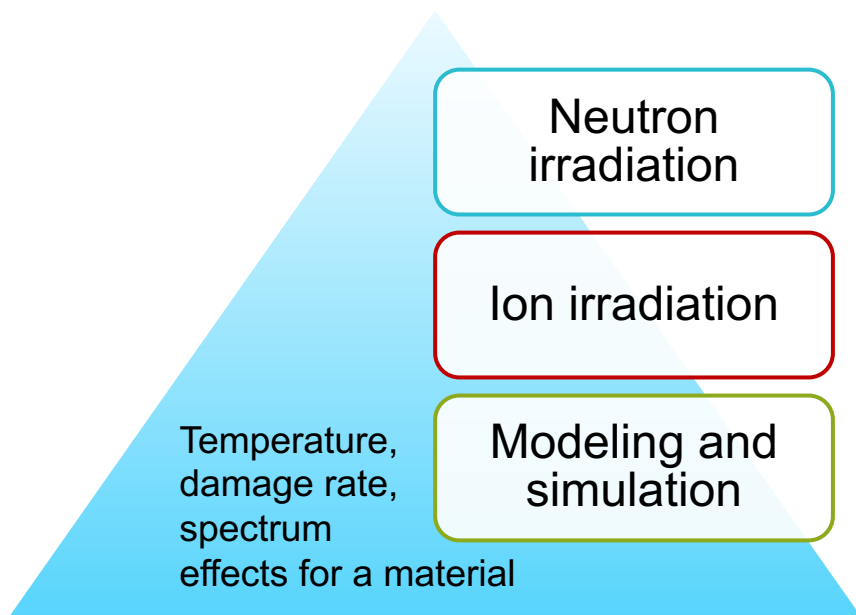 Neutron
irradiation
Ion irradiation
Modeling and
simulation
Temperature,
damage rate,
spectrum
effects for a material